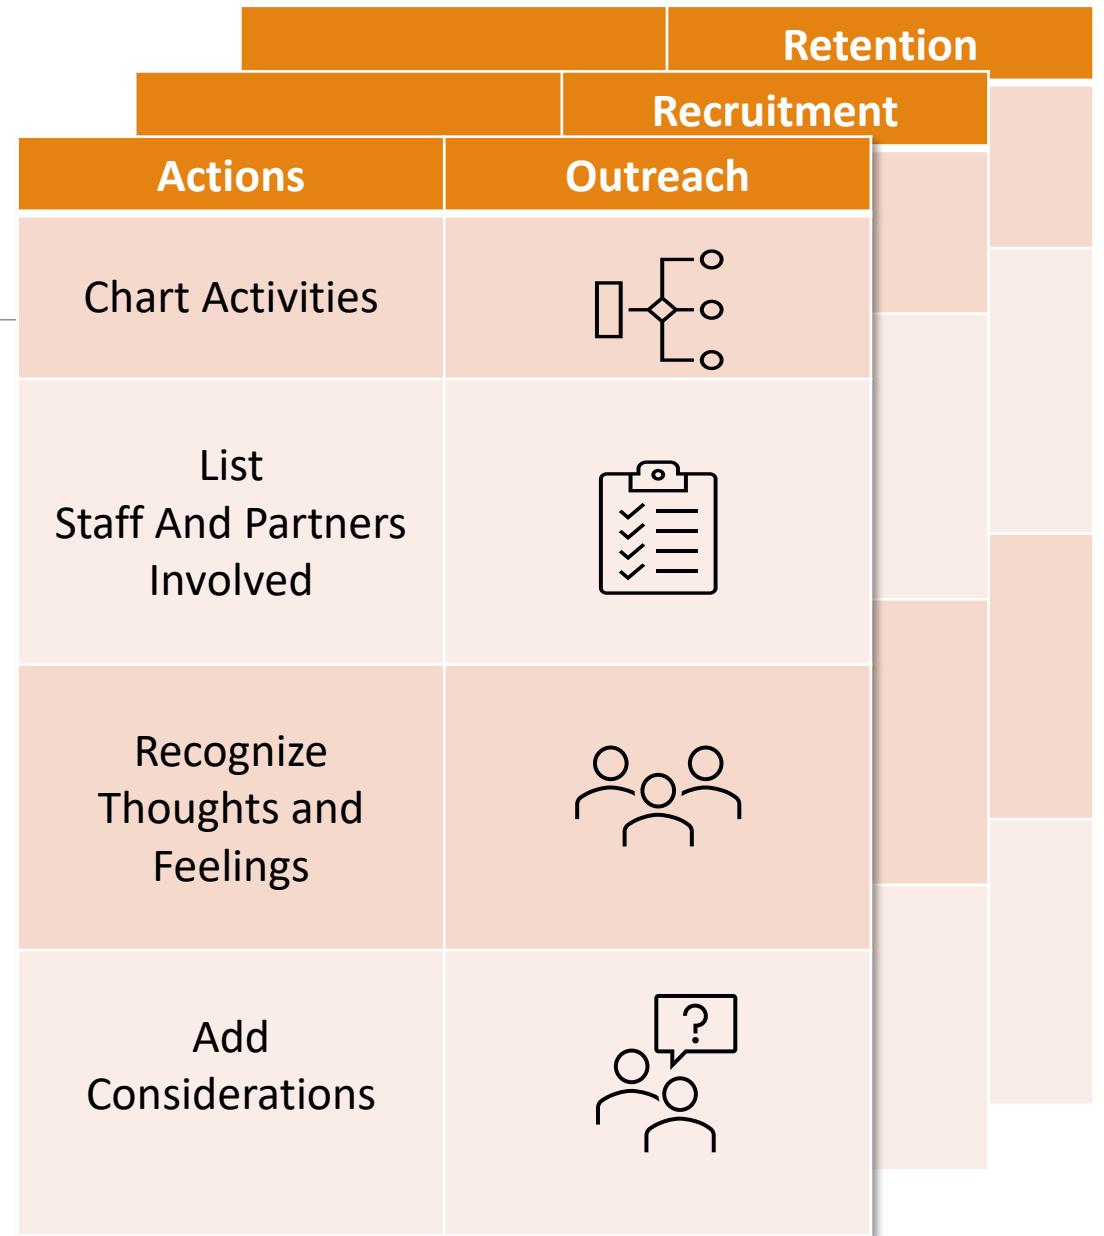 Retention
Recruitment
Actions
Outreach
Chart Activities
List
Staff And Partners
Involved
Recognize
Thoughts and
Feelings
?
Add
Considerations